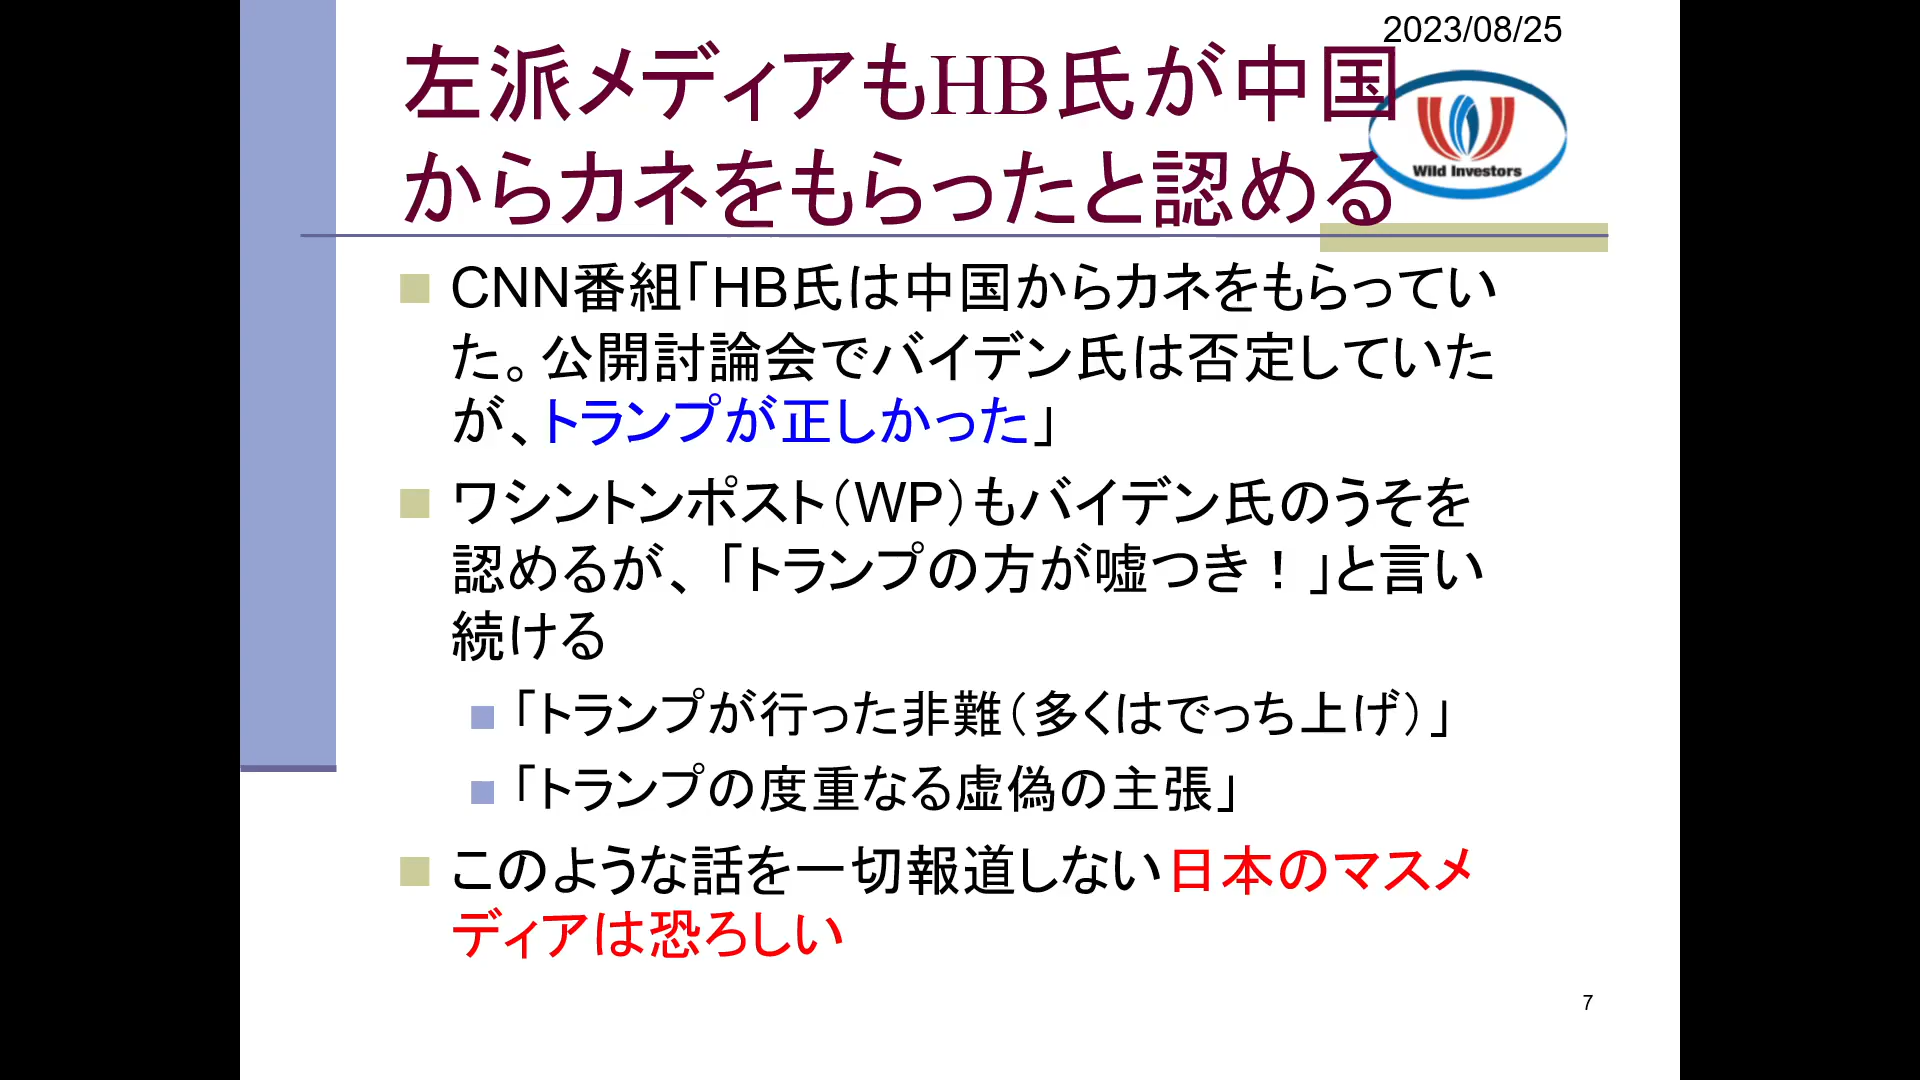 2023/08/25
左派メディアもHB氏が中国
からカネをもらったと認める
Wild Investors
CNN番組「HB氏は中国からカネをもらってい
た。公開討論会でバイデン氏は否定していた
が、トランプが正しかった」
ワシントンポスト（WP）もバイデン氏のうそを
認めるが、「トランプの方が嘘つき！」と言い
続ける
「トランプが行った非難（多くはでっち上げ）」
「トランプの度重なる虚偽の主張」
このような話を一切報道しない日本のマスメ
ディアは恐ろしい
7